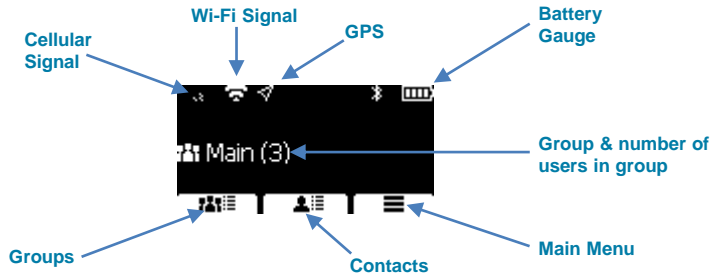 Wi-Fi Signal
Battery
Gauge
GPS
Cellular
Signal
Main (3)
Group & number of
users in group
Main Menu
Groups
Contacts